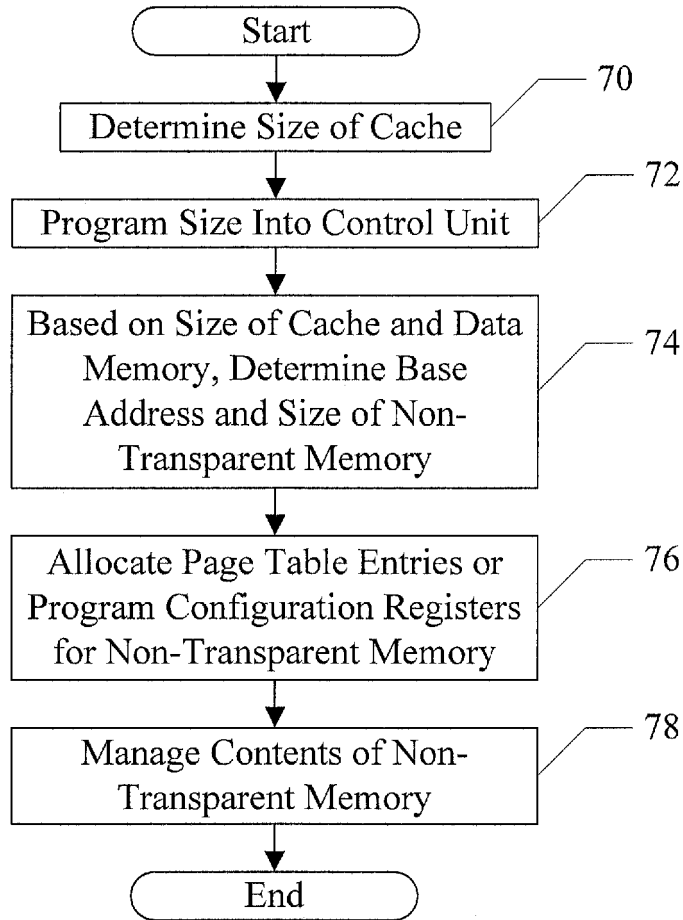 Start
70
Determine Size of Cache
72
Program Size Into Control Unit
Based on Size of Cache and Data
Memory, Determine Base
74
Address and Size of Non-
Transparent Memory
Allocate Page Table Entries or
76
Program Configuration Registers
for Non-Transparent Memory
78
Manage Contents of Non-
Transparent Memory
End